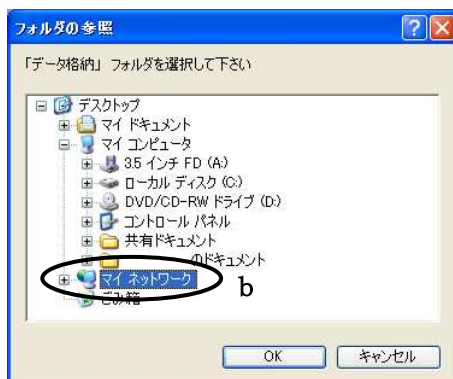 フォルダの参照
「データ格納」フォルダを選択して下さい
デスクトップ
マイ ドキュメント
マイ コンピュータ
3.5 インチ FD (A:)
ローカル ディスク (C:)
DVD/CD-RW ドライブ (D:)
コントロール パネル
共有ドキュメント
のドキュメント
マイ ネットワーク
b
ごみ箱
OK
キャンセル